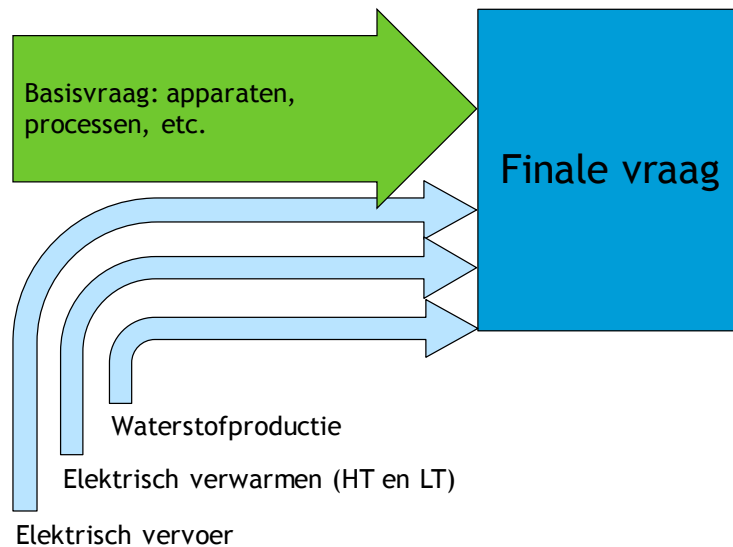 Basisvraag: apparaten,
processen, etc.
Finale vraag
Waterstofproductie
Elektrisch verwarmen (HT en LT)
Elektrisch vervoer